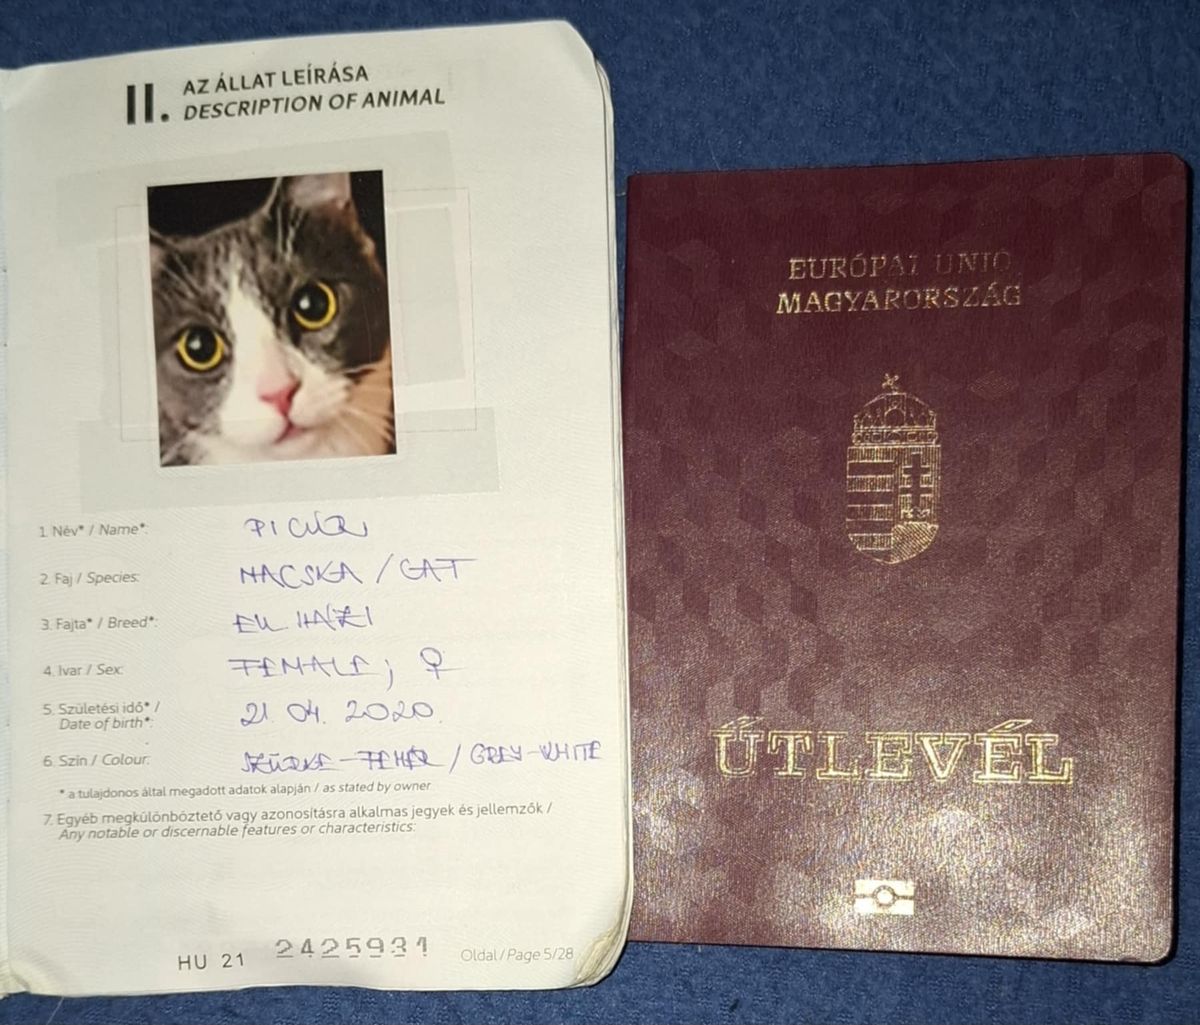 II. AZ ÁLLAT LEÍRÁSA
DESCRIPTION OF ANIMAL
1. Név* / Name*: PICÚR
2. Faj / Species: MACSKA / CAT
3. Fajta* / Breed*: EU HÁZI
4. Ivar / Sex: FEMALE; ♀
5. Születési idő* /
Date of birth*: 21. 04. 2020.
6. Szín / Colour: SZÜRKE-FEHÉR / GREY-WHITE
* a tulajdonos által megadott adatok alapján / as stated by owner
7. Egyéb megkülönböztető vagy azonosításra alkalmas jegyek és jellemzők /
Any notable or discernable features or characteristics:
HU 21 2425931 Oldal / Page 5/28
EURÓPAI UNIÓ
MAGYARORSZÁG
ÚTLEVÉL